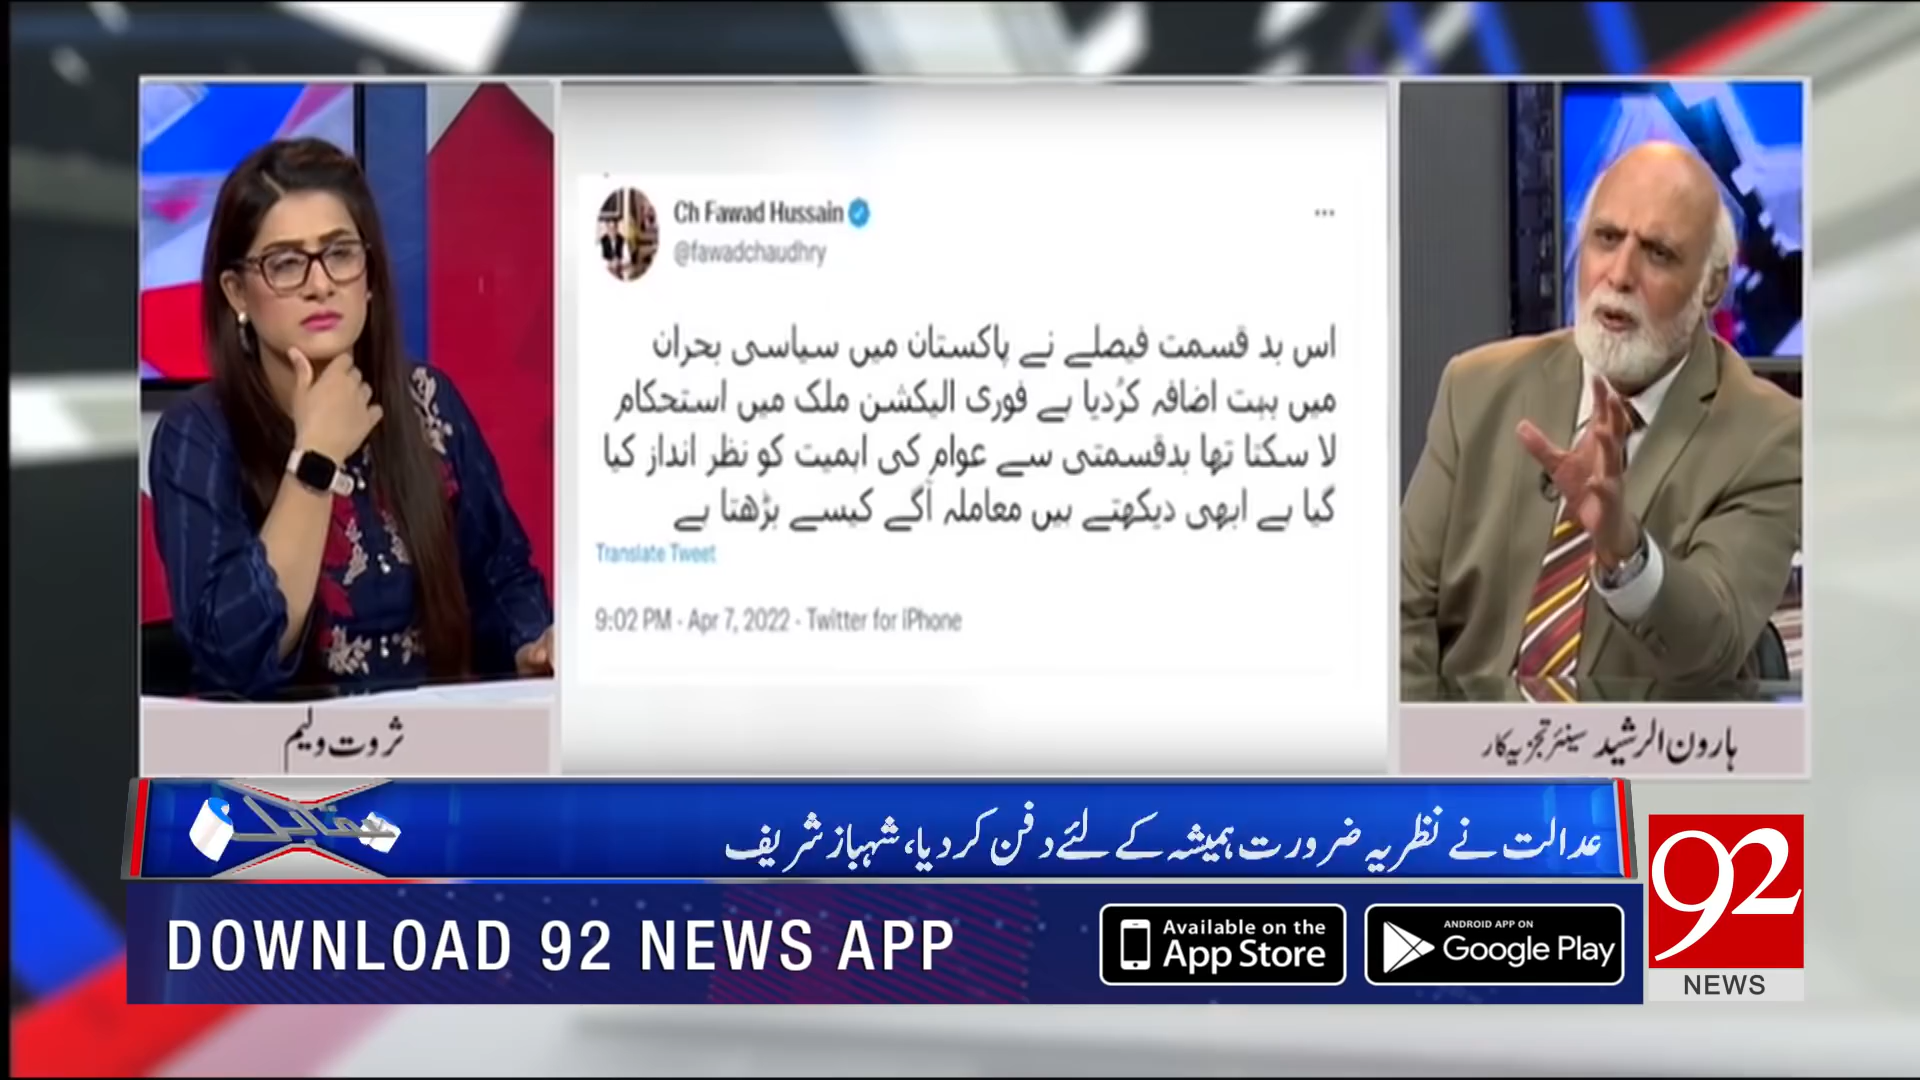 Ch Fawad Hussain
@fawadchaudhry
اس بد قسمت فیصلے نے پاکستان میں سیاسی بحران
میں بہت اضافہ کرُدیا ہے فوری الیکشن ملک میں استحکام
لا سکتا تھا بدقسمتی سے عوام کی اہمیت کو نظر انداز کیا
گیا ہے ابھی دیکھتے ہیں معاملہ آگے کیسے بڑھتا ہے
Translate Tweet
9:02 PM - Apr 7, 2022 - Twitter for iPhone
ثروت ولیم
ہارون الرشید سینئر تجزیہ کار
مقابل
عدالت نے نظریہ ضرورت ہمیشہ کے لئے دفن کر دیا، شہباز شریف
DOWNLOAD 92 NEWS APP
Available on the
App Store
ANDROID APP ON
Google Play
92
NEWS